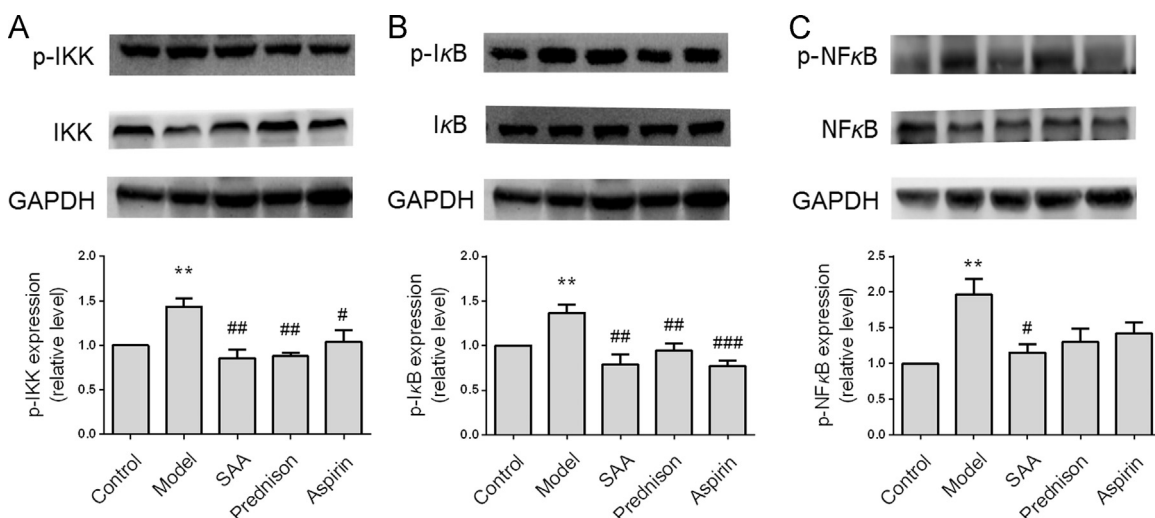 A
p-IKK
IKK
GAPDH
p-IKK expression
(relative level)
2.0
1.5
1.0
0.5
0.0
**
##
##
#
Control
Model
SAA
Prednison
Aspirin
B
p-IκB
IκB
GAPDH
p-IκB expression
(relative level)
2.0
1.5
1.0
0.5
0.0
**
##
##
###
Control
Model
SAA
Prednison
Aspirin
C
p-NFκB
NFκB
GAPDH
p-NFκB expression
(relative level)
2.5
2.0
1.5
1.0
0.5
0.0
**
#
Control
Model
SAA
Prednison
Aspirin